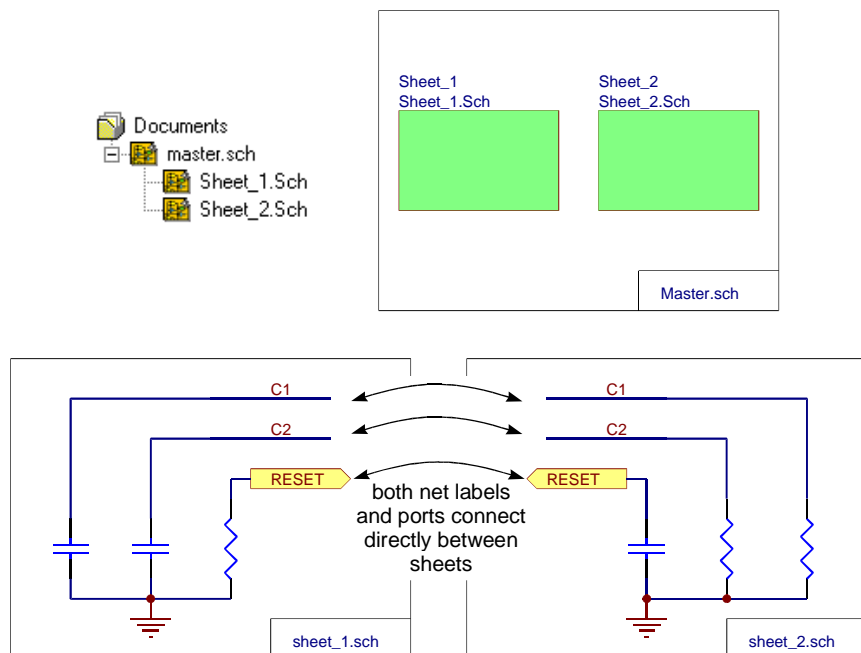 Documents
master.sch
Sheet_1.Sch
Sheet_2.Sch
Sheet_1
Sheet_1.Sch
Sheet_2
Sheet_2.Sch
Master.sch
C1
C2
RESET
C1
C2
RESET
both net labels
and ports connect
directly between
sheets
sheet_1.sch
sheet_2.sch